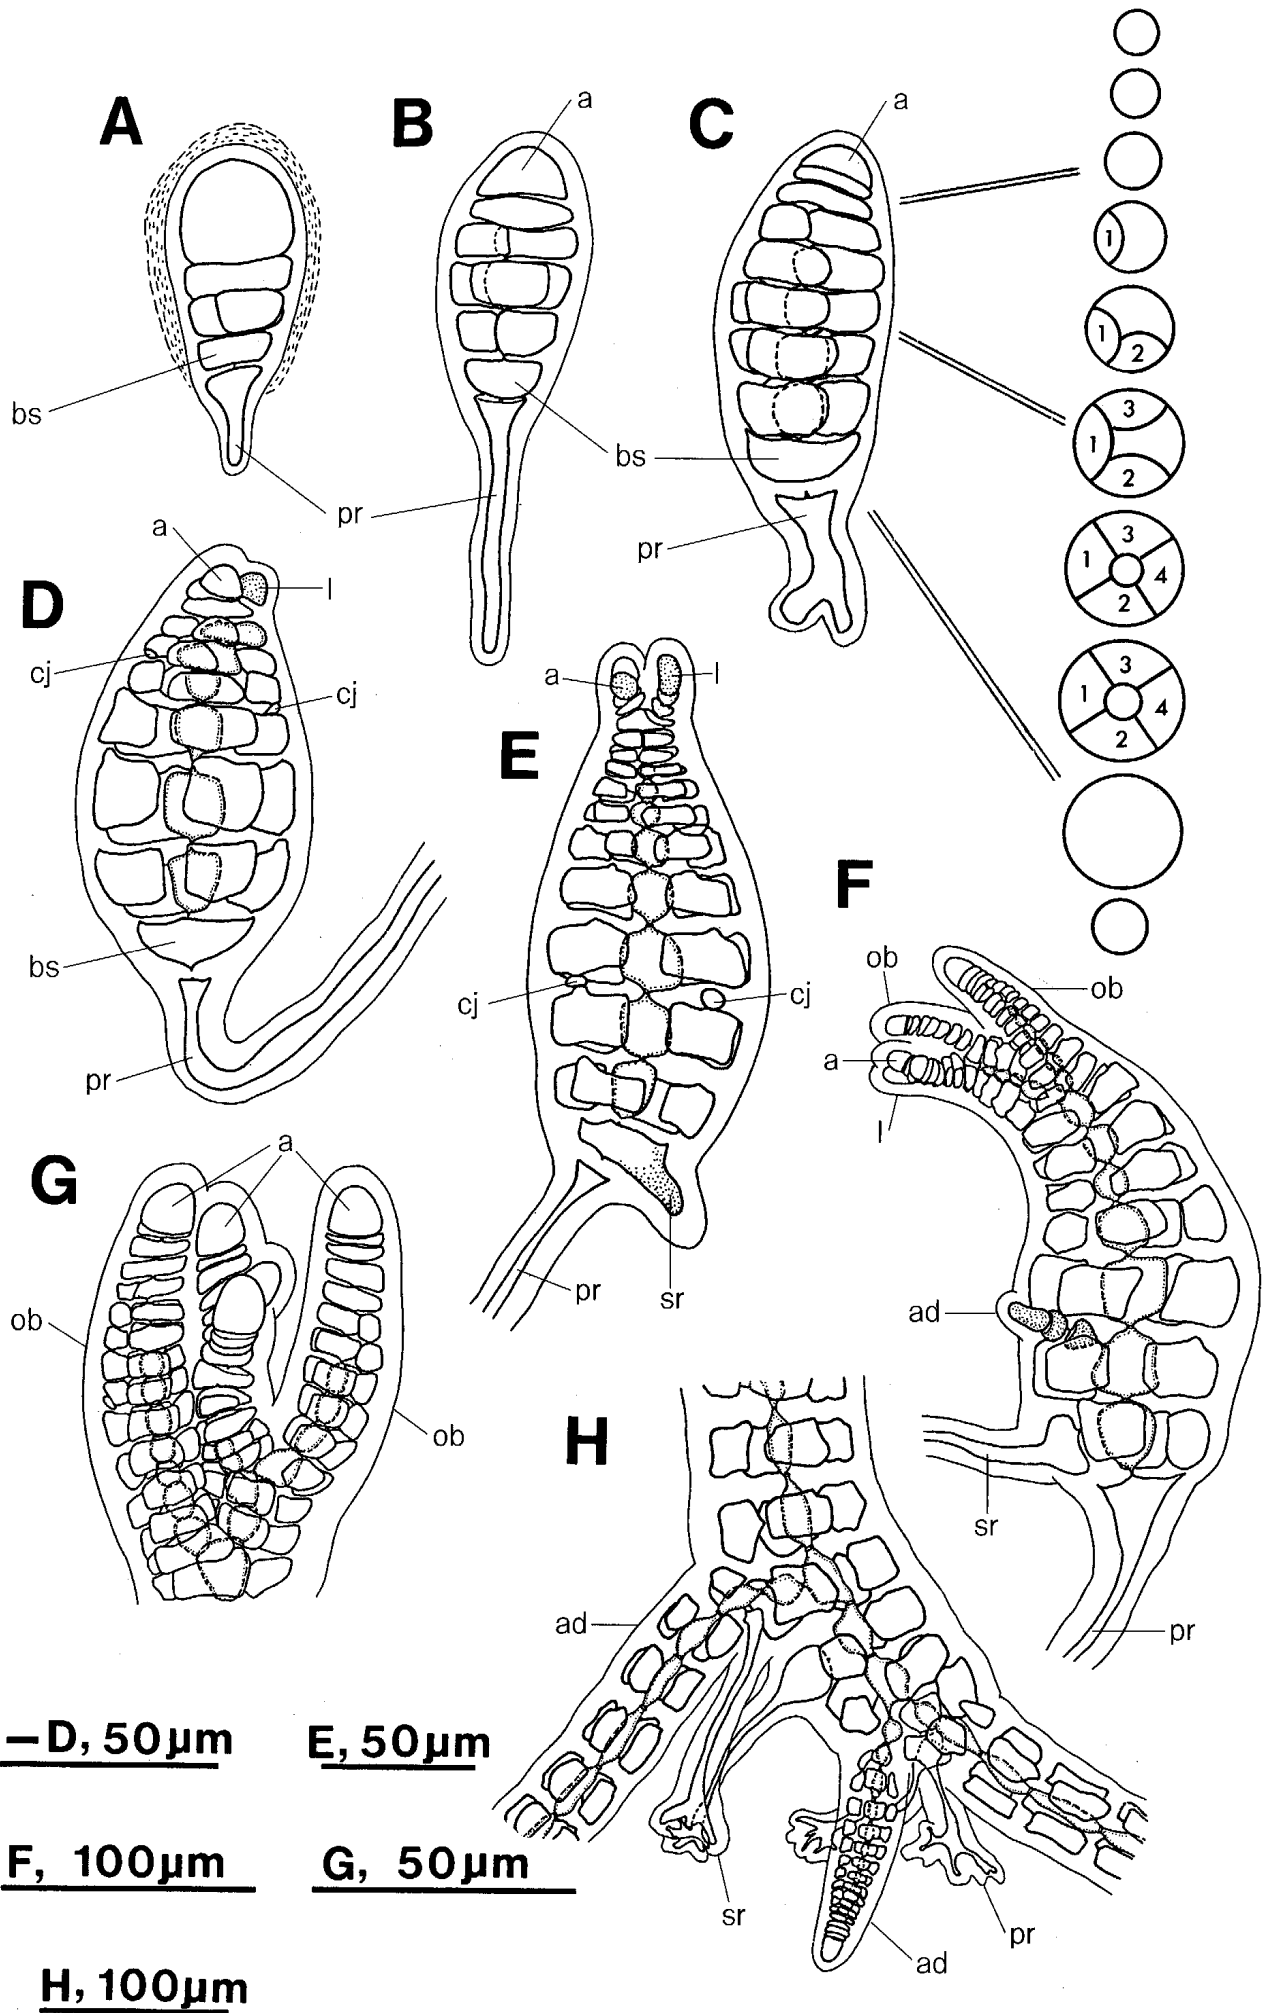 A
B
C
a
a
bs
bs
pr
pr
1
1
2
3
1
2
3
1
4
2
3
1
4
2
D
a
l
cj
cj
bs
pr
E
a
l
cj
cj
pr
sr
F
ob
ob
a
l
ad
sr
pr
G
a
ob
ob
H
ad
sr
pr
ad
–D, 50µm
E, 50µm
F, 100µm
G, 50µm
H, 100µm